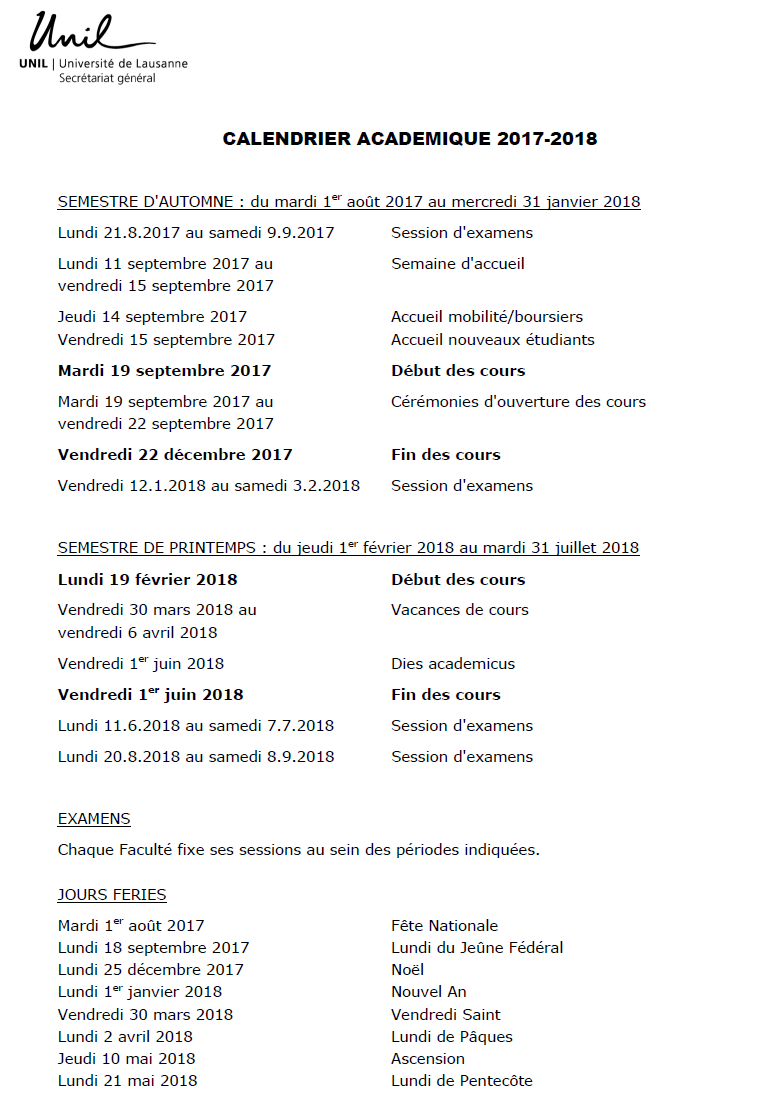 Unil
UNIL | Université de Lausanne
Secrétariat général
CALENDRIER ACADEMIQUE 2017-2018
SEMESTRE D'AUTOMNE : du mardi 1er août 2017 au mercredi 31 janvier 2018
Lundi 21.8.2017 au samedi 9.9.2017 Session d'examens
Lundi 11 septembre 2017 au Semaine d'accueil
vendredi 15 septembre 2017
Jeudi 14 septembre 2017 Accueil mobilité/boursiers
Vendredi 15 septembre 2017 Accueil nouveaux étudiants
Mardi 19 septembre 2017 Début des cours
Mardi 19 septembre 2017 au Cérémonies d'ouverture des cours
vendredi 22 septembre 2017
Vendredi 22 décembre 2017 Fin des cours
Vendredi 12.1.2018 au samedi 3.2.2018 Session d'examens
SEMESTRE DE PRINTEMPS : du jeudi 1er février 2018 au mardi 31 juillet 2018
Lundi 19 février 2018 Début des cours
Vendredi 30 mars 2018 au Vacances de cours
vendredi 6 avril 2018
Vendredi 1er juin 2018 Dies academicus
Vendredi 1er juin 2018 Fin des cours
Lundi 11.6.2018 au samedi 7.7.2018 Session d'examens
Lundi 20.8.2018 au samedi 8.9.2018 Session d'examens
EXAMENS
Chaque Faculté fixe ses sessions au sein des périodes indiquées.
JOURS FERIES
Mardi 1er août 2017 Fête Nationale
Lundi 18 septembre 2017 Lundi du Jeûne Fédéral
Lundi 25 décembre 2017 Noël
Lundi 1er janvier 2018 Nouvel An
Vendredi 30 mars 2018 Vendredi Saint
Lundi 2 avril 2018 Lundi de Pâques
Jeudi 10 mai 2018 Ascension
Lundi 21 mai 2018 Lundi de Pentecôte